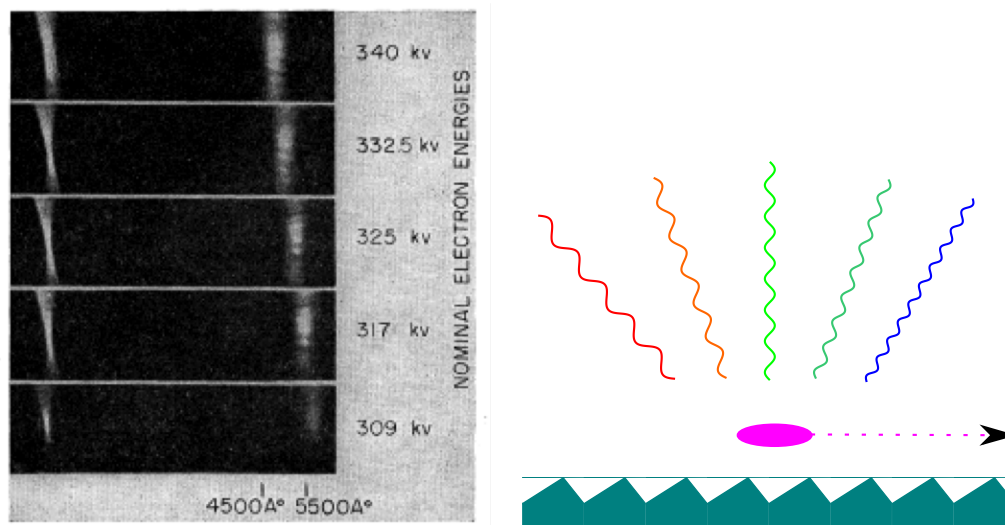 340 kv
332.5 kv
325 kv
317 kv
309 kv
NOMINAL ELECTRON ENERGIES
4500A° 5500A°